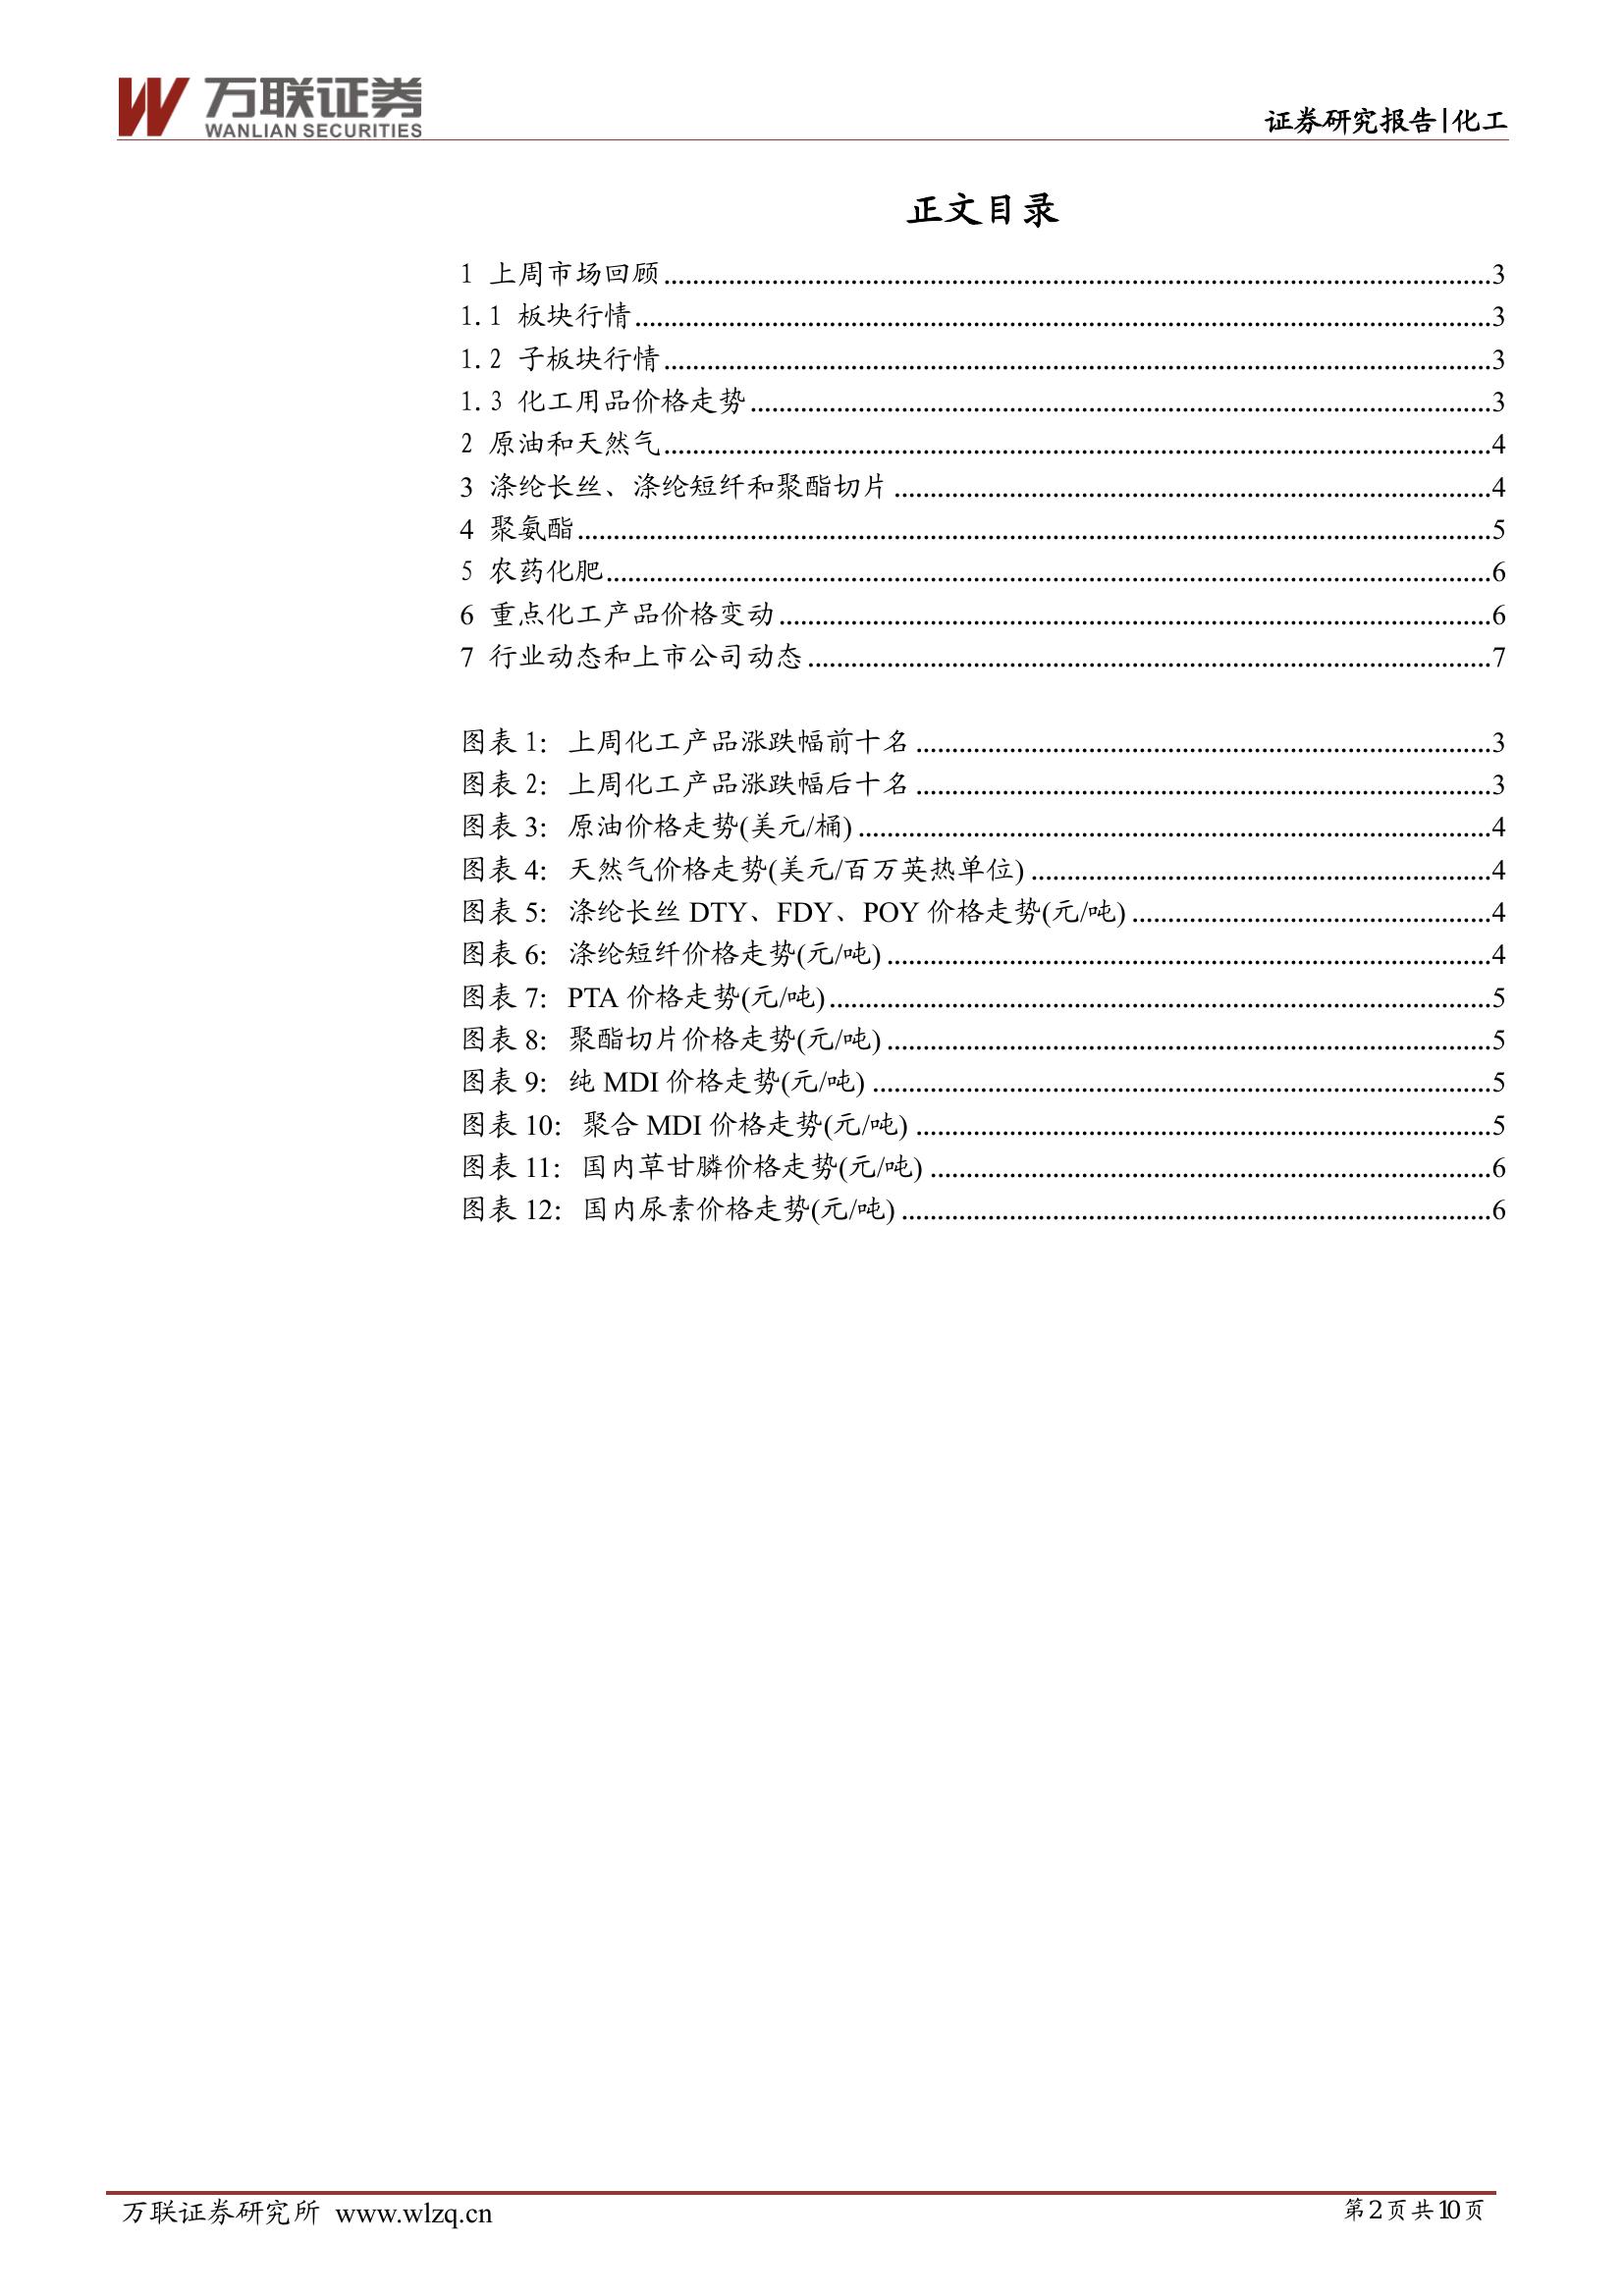 万联证券
WANLIAN SECURITIES
证券研究报告|化工
正文目录
1 上周市场回顾........................................3
1.1 板块行情........................................3
1.2 子板块行情........................................3
1.3 化工用品价格走势........................................3
2 原油和天然气........................................4
3 涤纶长丝、涤纶短纤和聚酯切片........................................4
4 聚氨酯........................................5
5 农药化肥........................................6
6 重点化工产品价格变动........................................6
7 行业动态和上市公司动态........................................7
图表 1：上周化工产品涨跌幅前十名........................................3
图表 2：上周化工产品涨跌幅后十名........................................3
图表 3：原油价格走势(美元/桶)........................................4
图表 4：天然气价格走势(美元/百万英热单位)........................................4
图表 5：涤纶长丝 DTY、FDY、POY 价格走势(元/吨)........................................4
图表 6：涤纶短纤价格走势(元/吨)........................................4
图表 7：PTA 价格走势(元/吨)........................................5
图表 8：聚酯切片价格走势(元/吨)........................................5
图表 9：纯 MDI 价格走势(元/吨)........................................5
图表 10：聚合 MDI 价格走势(元/吨)........................................5
图表 11：国内草甘膦价格走势(元/吨)........................................6
图表 12：国内尿素价格走势(元/吨)........................................6
万联证券研究所 www.wlzq.cn
第2页共10页